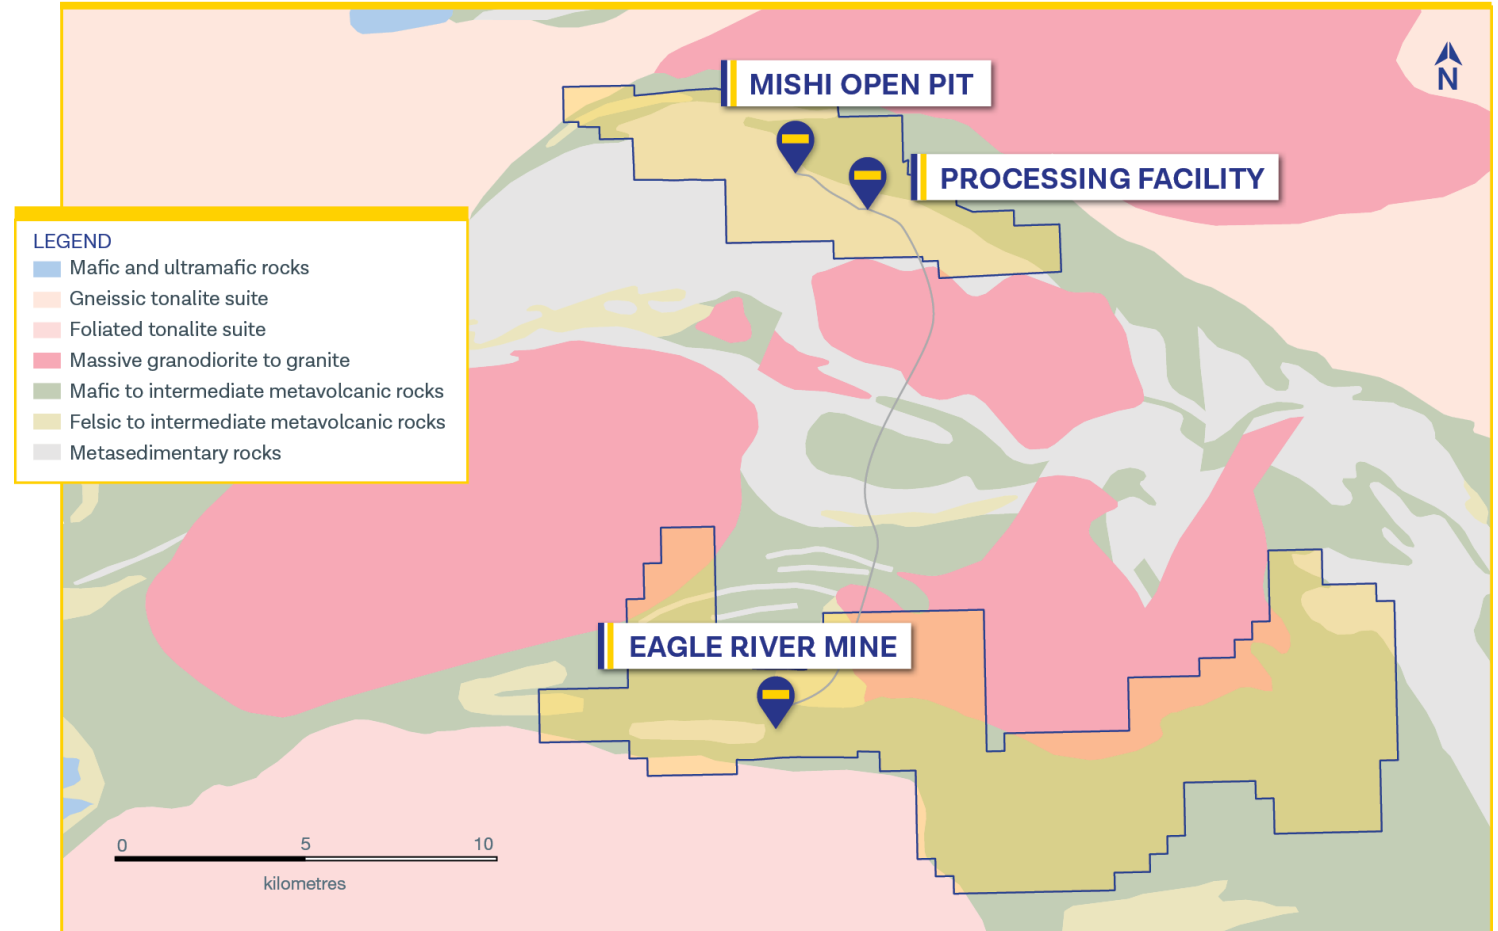 MISHI OPEN PIT
N
PROCESSING FACILITY
LEGEND
Mafic and ultramafic rocks
Gneissic tonalite suite
Foliated tonalite suite
Massive granodiorite to granite
Mafic to intermediate metavolcanic rocks
Felsic to intermediate metavolcanic rocks
Metasedimentary rocks
EAGLE RIVER MINE
0 5 10
kilometres